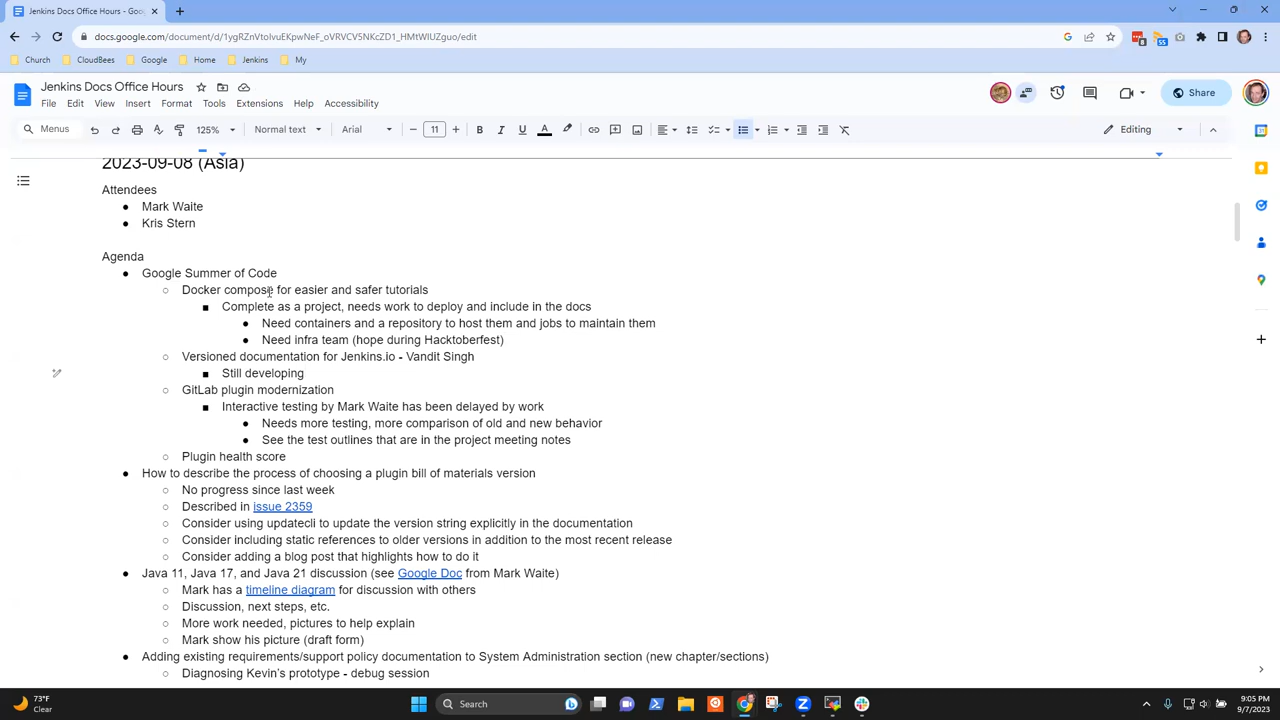 Jenkins Docs Office Hours - Goog
docs.google.com/document/d/1ygRZnVtoIvuEKpwNeF_oVRVCV5NKcZD1_HMtWIUZguo/edit
Church CloudBees Google Home Jenkins My
Jenkins Docs Office Hours
File Edit View Insert Format Tools Extensions Help Accessibility
Share
Menus 125% Normal text Arial 11 Editing
2023-09-08 (Asia)
Attendees
Mark Waite
Kris Stern
Agenda
Google Summer of Code
Docker compose for easier and safer tutorials
Complete as a project, needs work to deploy and include in the docs
Need containers and a repository to host them and jobs to maintain them
Need infra team (hope during Hacktoberfest)
Versioned documentation for Jenkins.io - Vandit Singh
Still developing
GitLab plugin modernization
Interactive testing by Mark Waite has been delayed by work
Needs more testing, more comparison of old and new behavior
See the test outlines that are in the project meeting notes
Plugin health score
How to describe the process of choosing a plugin bill of materials version
No progress since last week
Described in issue 2359
Consider using updatecli to update the version string explicitly in the documentation
Consider including static references to older versions in addition to the most recent release
Consider adding a blog post that highlights how to do it
Java 11, Java 17, and Java 21 discussion (see Google Doc from Mark Waite)
Mark has a timeline diagram for discussion with others
Discussion, next steps, etc.
More work needed, pictures to help explain
Mark show his picture (draft form)
Adding existing requirements/support policy documentation to System Administration section (new chapter/sections)
Diagnosing Kevin's prototype - debug session
73°F
Clear
Search
9:05 PM
9/7/2023